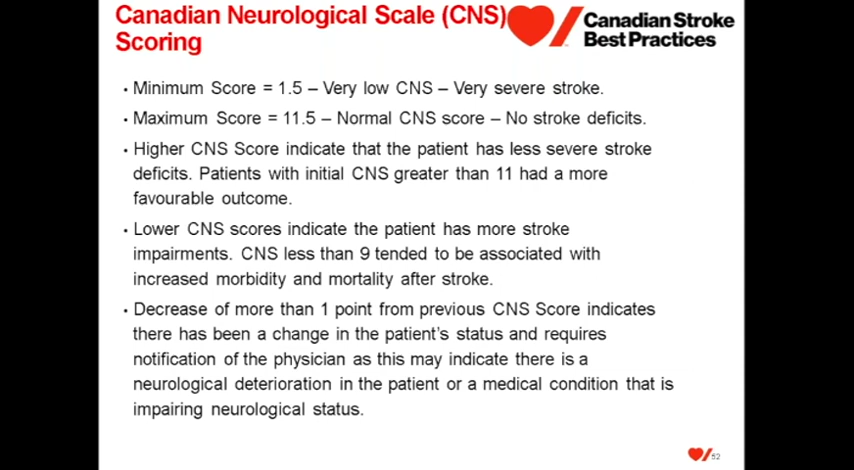 Canadian Neurological Scale (CNS)
Scoring
Canadian Stroke
Best Practices
• Minimum Score = 1.5 – Very low CNS – Very severe stroke.
• Maximum Score = 11.5 – Normal CNS score – No stroke deficits.
• Higher CNS Score indicate that the patient has less severe stroke
deficits. Patients with initial CNS greater than 11 had a more
favourable outcome.
• Lower CNS scores indicate the patient has more stroke
impairments. CNS less than 9 tended to be associated with
increased morbidity and mortality after stroke.
• Decrease of more than 1 point from previous CNS Score indicates
there has been a change in the patient's status and requires
notification of the physician as this may indicate there is a
neurological deterioration in the patient or a medical condition that is
impairing neurological status.
52